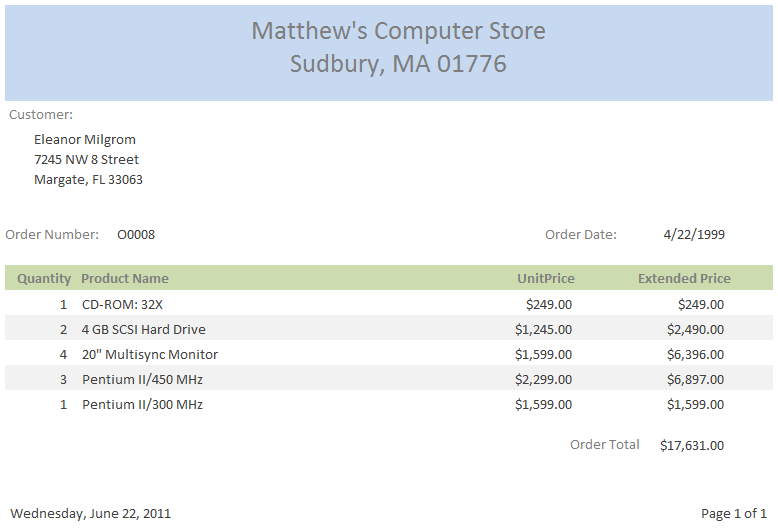 Matthew's Computer Store
Sudbury, MA 01776
Customer:
Eleanor Milgrom
7245 NW 8 Street
Margate, FL 33063
Order Number: O0008 Order Date: 4/22/1999
Quantity Product Name UnitPrice Extended Price
1 CD-ROM: 32X $249.00 $249.00
2 4 GB SCSI Hard Drive $1,245.00 $2,490.00
4 20" Multisync Monitor $1,599.00 $6,396.00
3 Pentium II/450 MHz $2,299.00 $6,897.00
1 Pentium II/300 MHz $1,599.00 $1,599.00
Order Total $17,631.00
Wednesday, June 22, 2011 Page 1 of 1